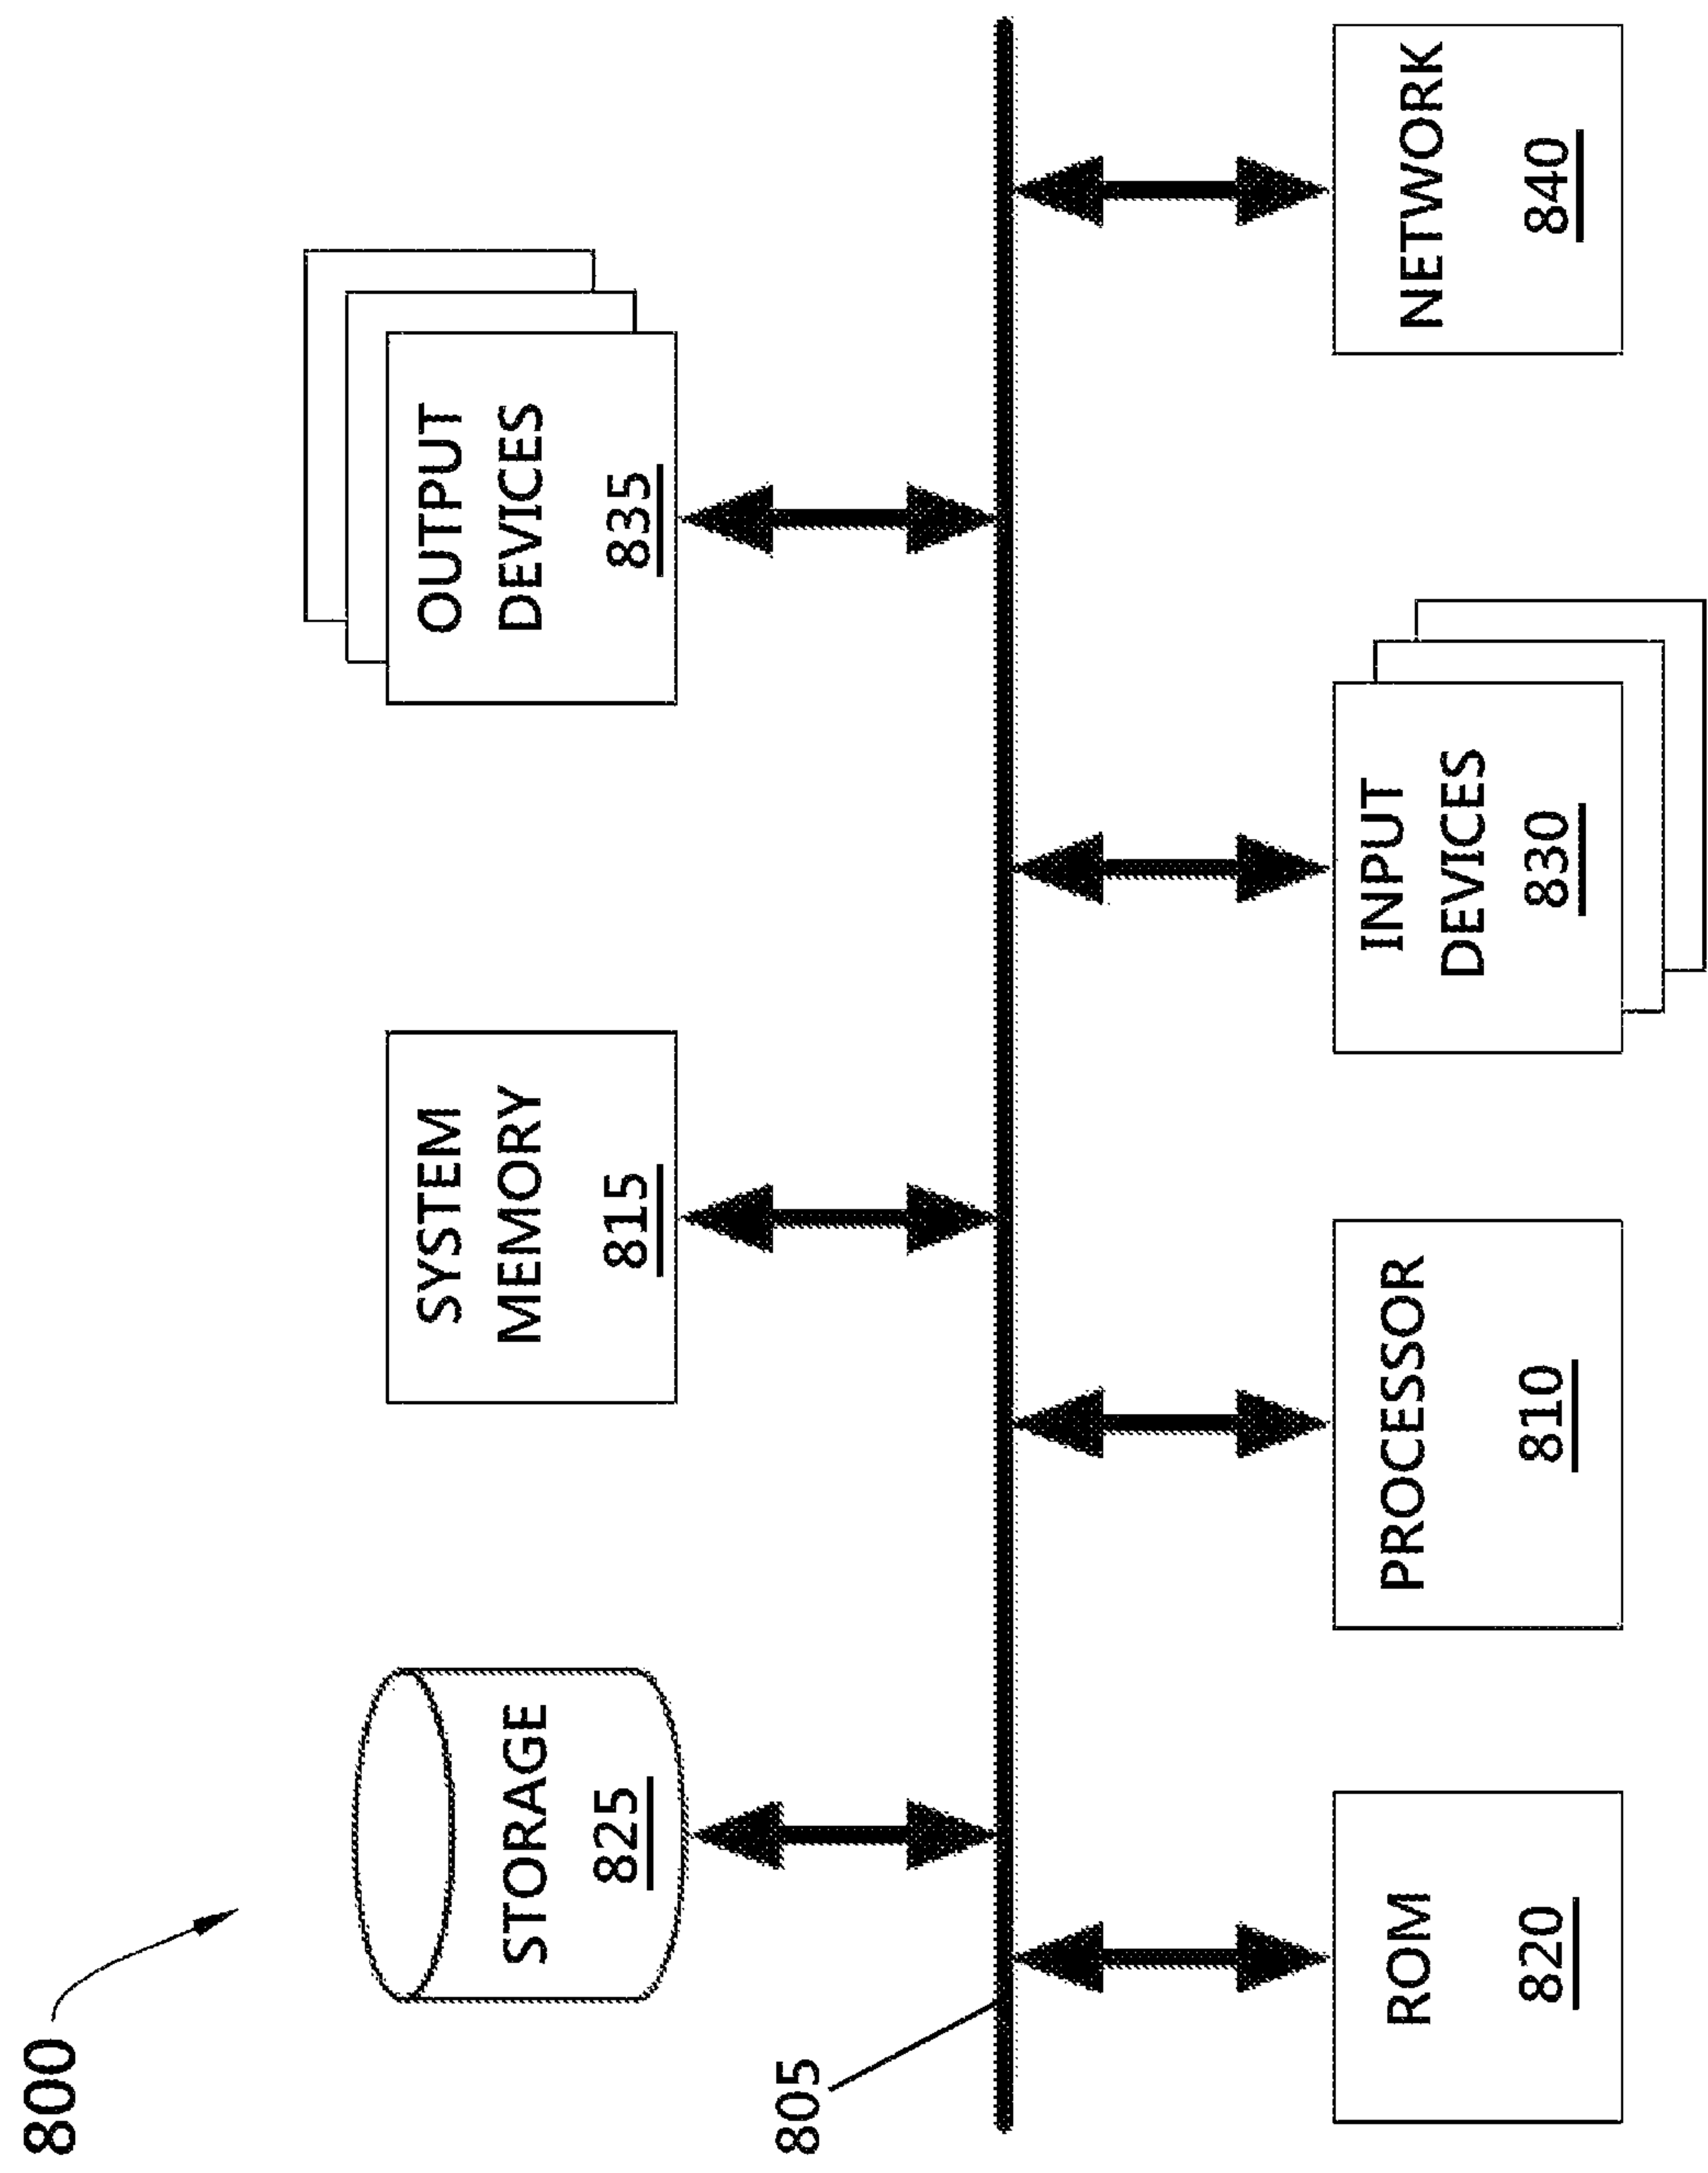 800
STORAGE
825
SYSTEM
MEMORY
815
OUTPUT
DEVICES
835
805
ROM
820
PROCESSOR
810
INPUT
DEVICES
830
NETWORK
840